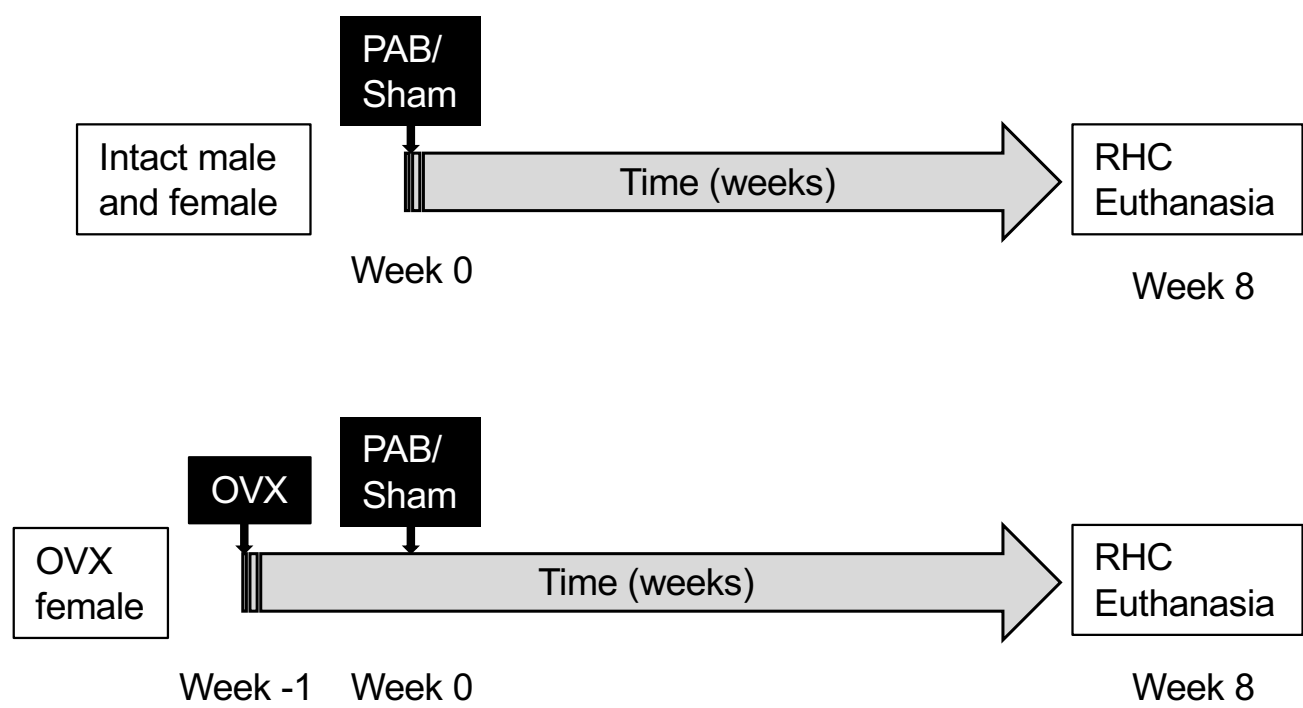 PAB/
Sham
Intact male
and female
Time (weeks)
RHC
Euthanasia
Week 0
Week 8
PAB/
Sham
OVX
OVX
female
Time (weeks)
RHC
Euthanasia
Week -1
Week 0
Week 8